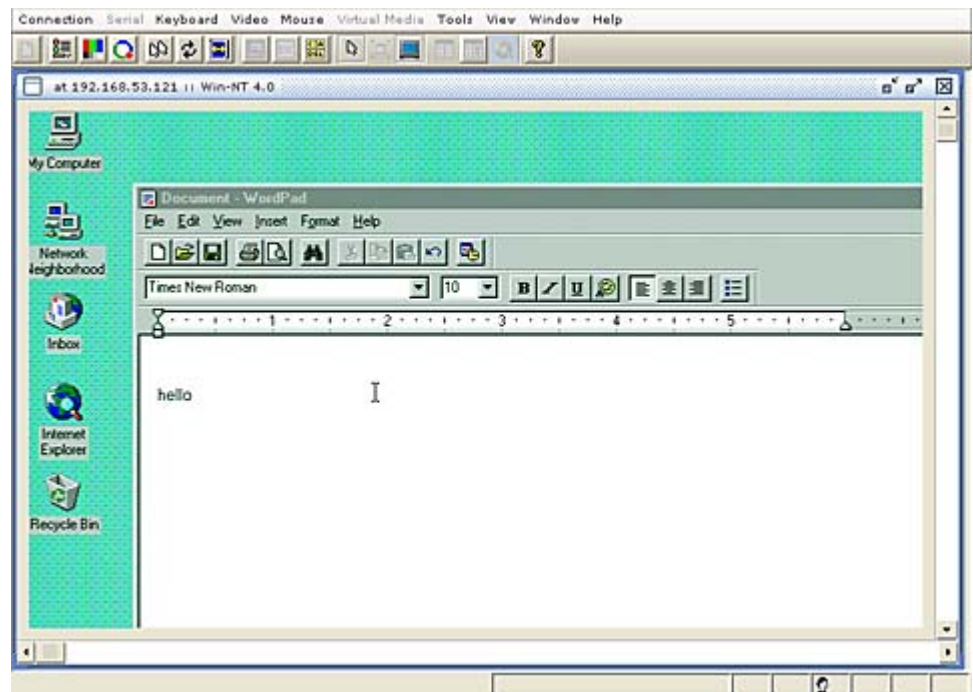 Connection Serial Keyboard Video Mouse Virtual Media Tools View Window Help
at 192.168.53.121 :: Win-NT 4.0
My Computer
Document - WordPad
File Edit View Insert Format Help
Network
Neighborhood
Times New Roman 10 B I U
1 2 3 4 5
Inbox
hello
Internet
Explorer
Recycle Bin